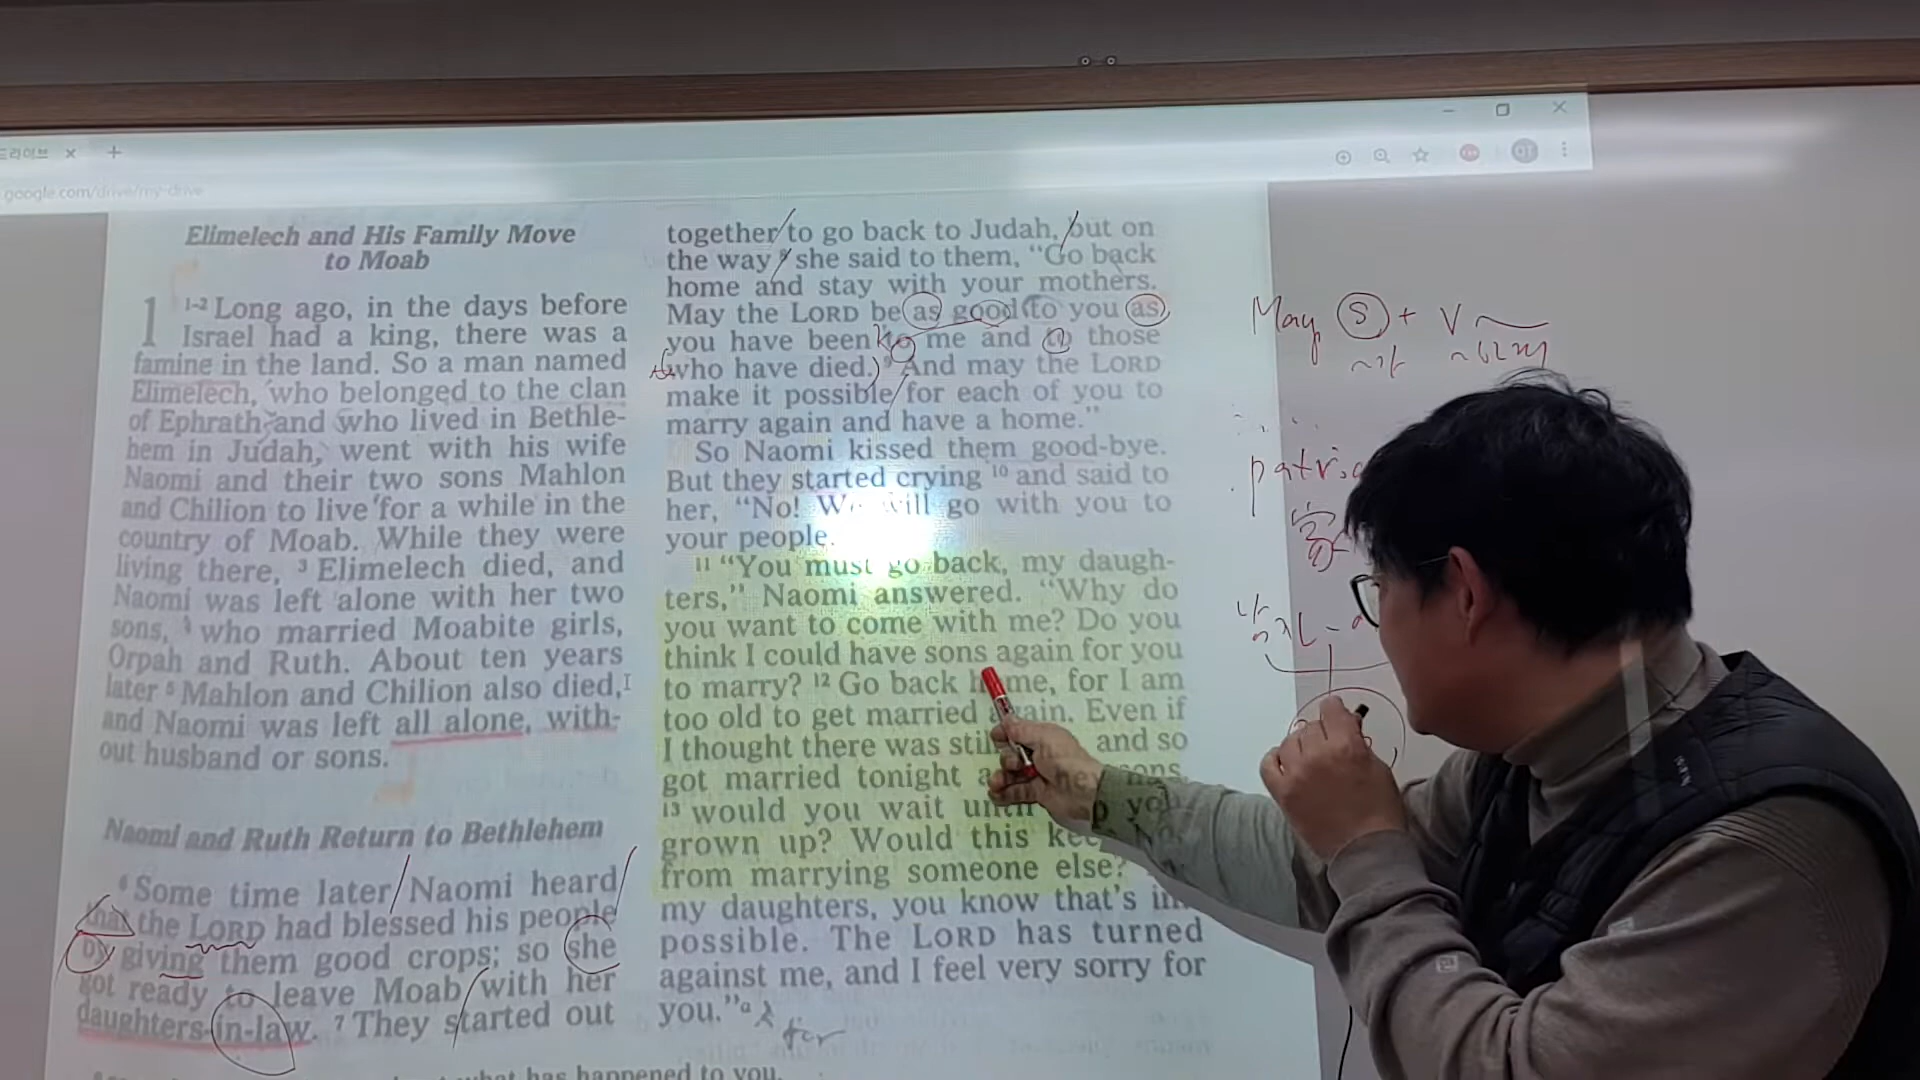 드라이브
google.com/drive/my-drive
Elimelech and His Family Move
to Moab
1 1-2 Long ago, in the days before
Israel had a king, there was a
famine in the land. So a man named
Elimelech, who belonged to the clan
of Ephrath and who lived in Bethle-
hem in Judah, went with his wife
Naomi and their two sons Mahlon
and Chilion to live for a while in the
country of Moab. While they were
living there, 3 Elimelech died, and
Naomi was left alone with her two
sons, 4 who married Moabite girls,
Orpah and Ruth. About ten years
later 5 Mahlon and Chilion also died,
and Naomi was left all alone, with-
out husband or sons.
Naomi and Ruth Return to Bethlehem
6 Some time later Naomi heard
that the LORD had blessed his people
by giving them good crops; so she
got ready to leave Moab with her
daughters-in-law. 7 They started out
together to go back to Judah, but on
the way 8 she said to them, "Go back
home and stay with your mothers.
May the LORD be as good to you as
you have been to me and to those
who have died. 9 And may the LORD
make it possible for each of you to
marry again and have a home."
So Naomi kissed them good-bye.
But they started crying 10 and said to
her, "No! We will go with you to
your people.
11 "You must go back, my daugh-
ters," Naomi answered. "Why do
you want to come with me? Do you
think I could have sons again for you
to marry? 12 Go back home, for I am
too old to get married again. Even if
I thought there was still and so
got married tonight sons,
13 would you wait until
grown up? Would this
from marrying someone else?
my daughters, you know that's im-
possible. The LORD has turned
against me, and I feel very sorry for
you."a
for
what has happened to you.
May S + V